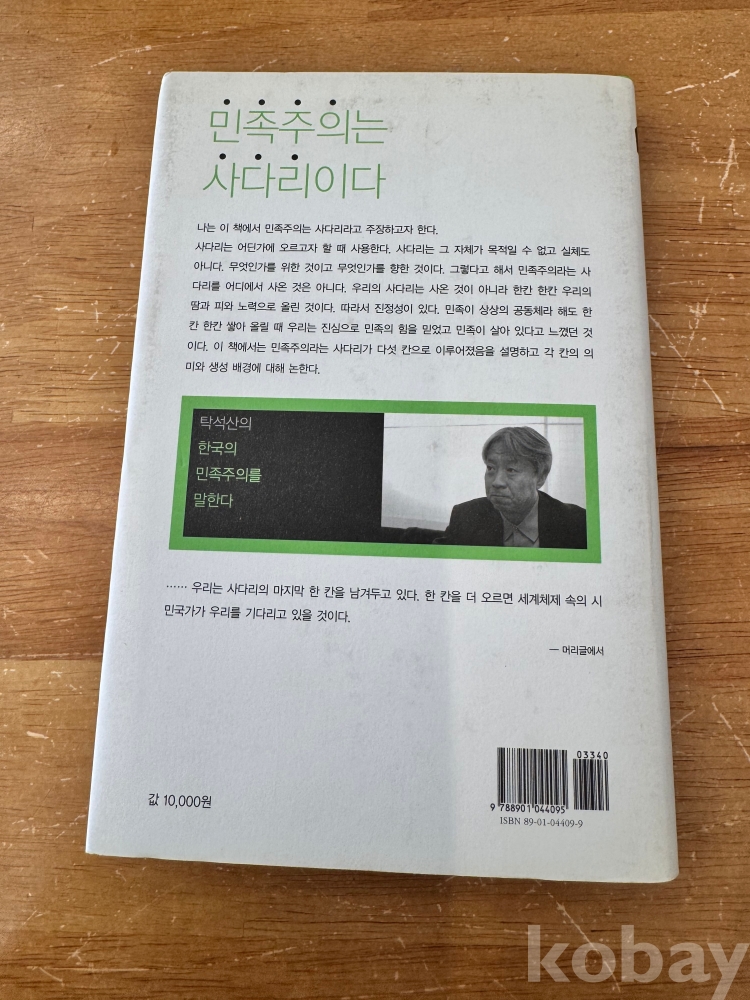 민족주의는
사다리이다
나는 이 책에서 민족주의는 사다리라고 주장하고자 한다.
사다리는 어딘가에 오르고자 할 때 사용한다. 사다리는 그 자체가 목적일 수 없고 실체도
아니다. 무엇인가를 위한 것이고 무엇인가를 향한 것이다. 그렇다고 해서 민족주의라는 사
다리를 어디에서 사온 것은 아니다. 우리의 사다리는 사온 것이 아니라 한칸 한칸 우리의
땀과 피와 노력으로 올린 것이다. 따라서 진정성이 있다. 민족이 상상의 공동체라 해도 한
칸 한칸 쌓아 올릴 때 우리는 진심으로 민족의 힘을 믿었고 민족이 살아 있다고 느꼈던 것
이다. 이 책에서는 민족주의라는 사다리가 다섯 칸으로 이루어졌음을 설명하고 각 칸의 의
미와 생성 배경에 대해 논한다.
탁석산의
한국의
민족주의를
말한다
…… 우리는 사다리의 마지막 한 칸을 남겨두고 있다. 한 칸을 더 오르면 세계체제 속의 시
민국가가 우리를 기다리고 있을 것이다.
— 머리글에서
값 10,000원
03340
9 788901 044095
ISBN 89-01-04409-9
kobay